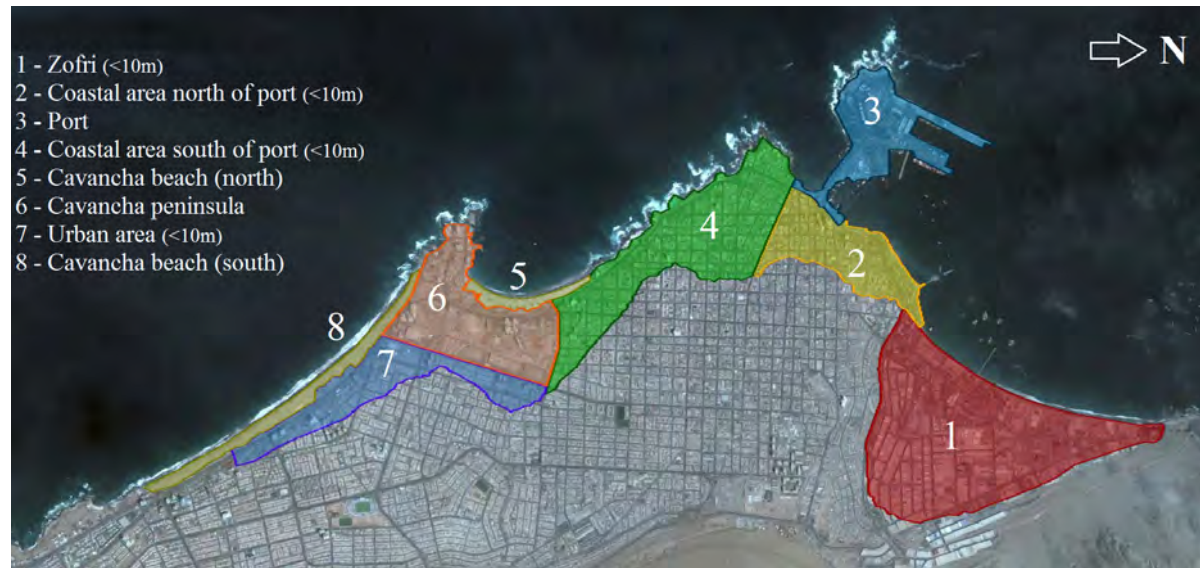 1 - Zofri (<10m)
2 - Coastal area north of port (<10m)
3 - Port
4 - Coastal area south of port (<10m)
5 - Cavancha beach (north)
6 - Cavancha peninsula
7 - Urban area (<10m)
8 - Cavancha beach (south)
N
3
4
2
5
6
8
7
1